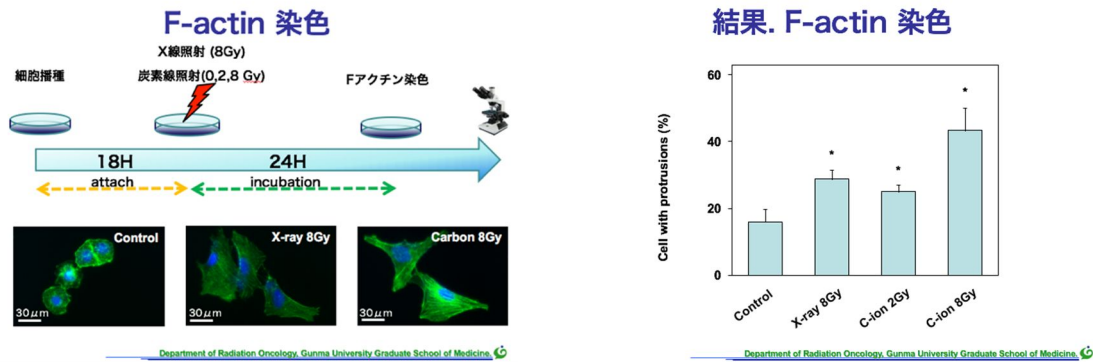 F-actin 染色
X線照射 (8Gy)
細胞播種
炭素線照射(0,2,8 Gy)
Fアクチン染色
18H
24H
attach
incubation
Control
X-ray 8Gy
Carbon 8Gy
30μm
30μm
30μm
Department of Radiation Oncology, Gunma University Graduate School of Medicine.
結果. F-actin 染色
Cell with protrusions (%)
60
40
20
0
*
*
*
Control
X-ray 8Gy
C-ion 2Gy
C-ion 8Gy
Department of Radiation Oncology, Gunma University Graduate School of Medicine.